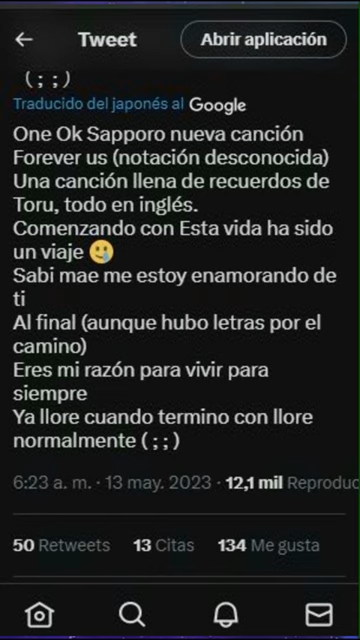 Tweet
Abrir aplicación
(;;)
Traducido del japonés al Google
One Ok Sapporo nueva canción
Forever us (notación desconocida)
Una canción llena de recuerdos de
Toru, todo en inglés.
Comenzando con Esta vida ha sido
un viaje 🥲
Sabi mae me estoy enamorando de
ti
Al final (aunque hubo letras por el
camino)
Eres mi razón para vivir para
siempre
Ya llore cuando termino con llore
normalmente (;;)
6:23 a. m. · 13 may. 2023 · 12,1 mil Reproduc
50 Retweets 13 Citas 134 Me gusta